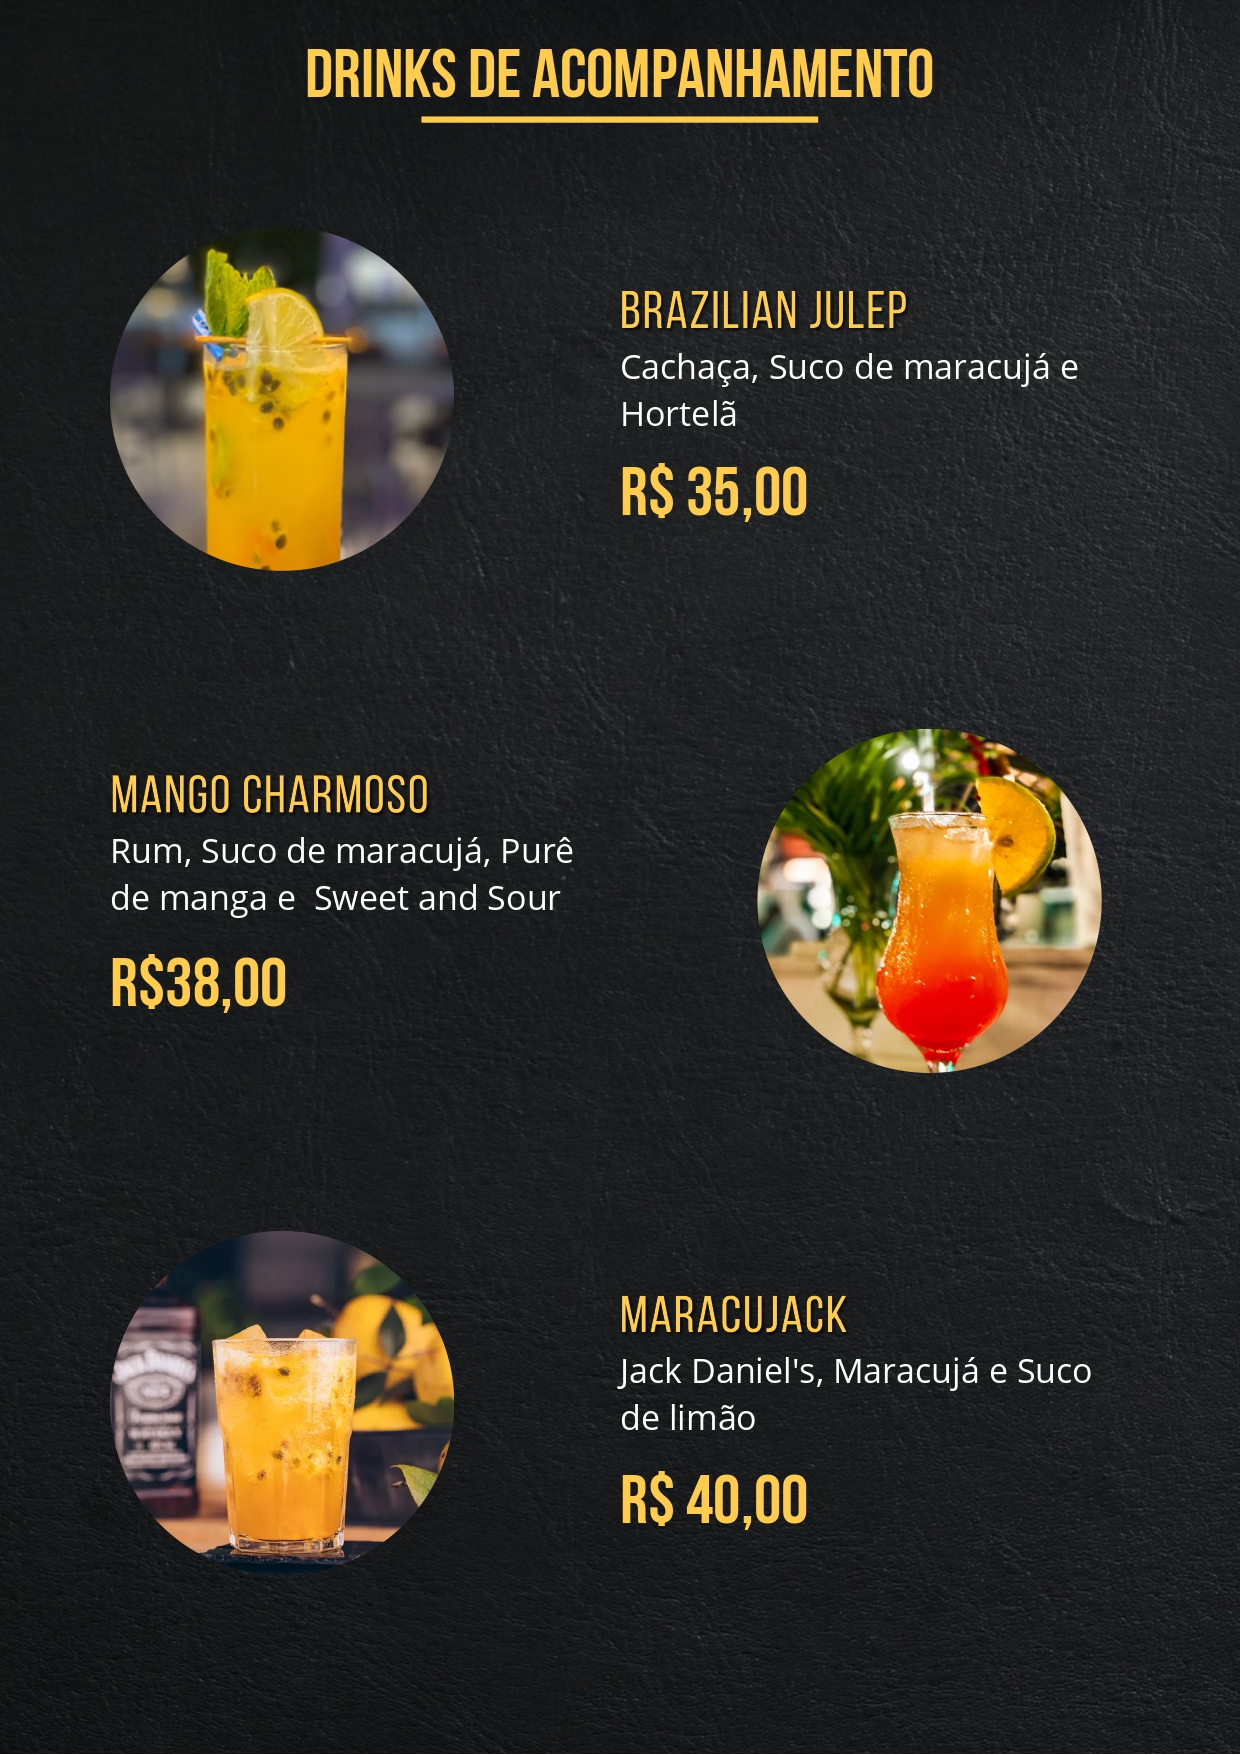 DRINKS DE ACOMPANHAMENTO
BRAZILIAN JULEP
Cachaça, Suco de maracujá e
Hortelã
R$ 35,00
MANGO CHARMOSO
Rum, Suco de maracujá, Purê
de manga e  Sweet and Sour
R$38,00
MARACUJACK
Jack Daniel's, Maracujá e Suco
de limão
R$ 40,00